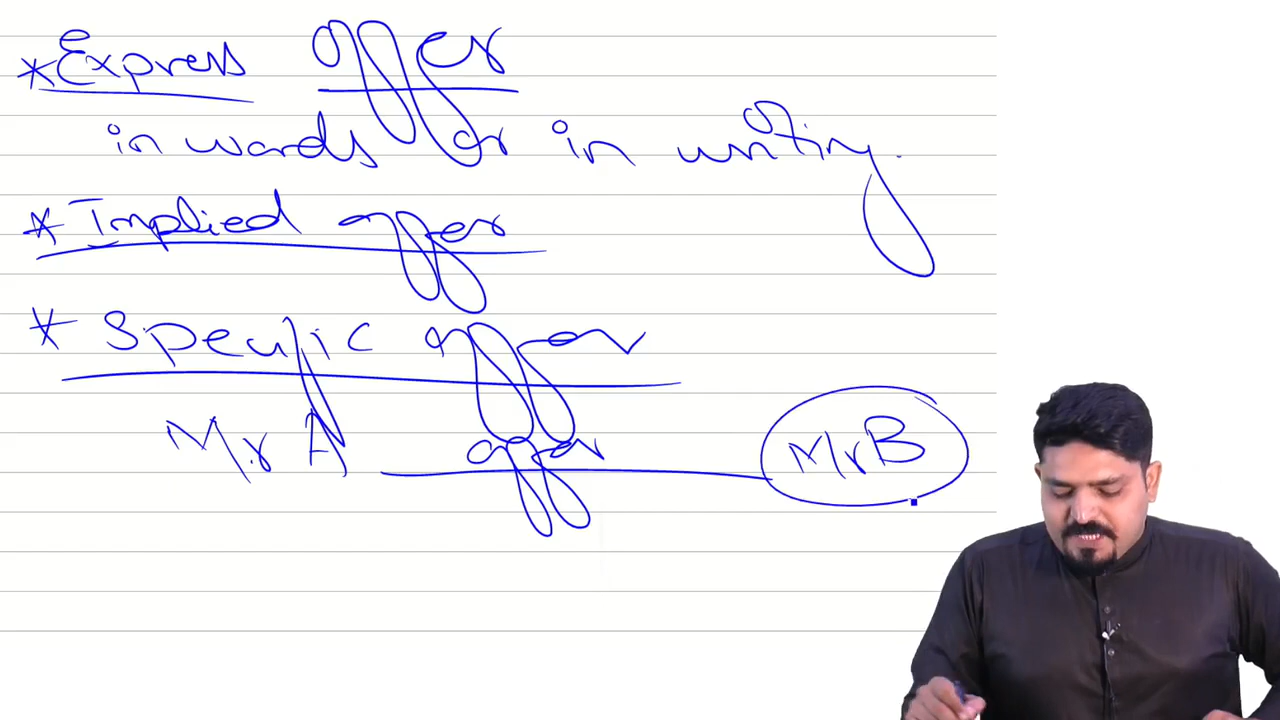 *Express offer
in words or in writing.
* Implied offer
* Specific offer
Mr A offer Mr B